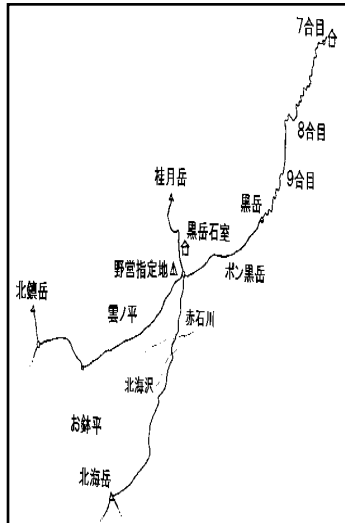 7合目
8合目
9合目
桂月岳
黒岳
黒岳石室
野営指定地
ポン黒岳
北鎮岳
雲ノ平
赤石川
北海沢
お鉢平
北海岳